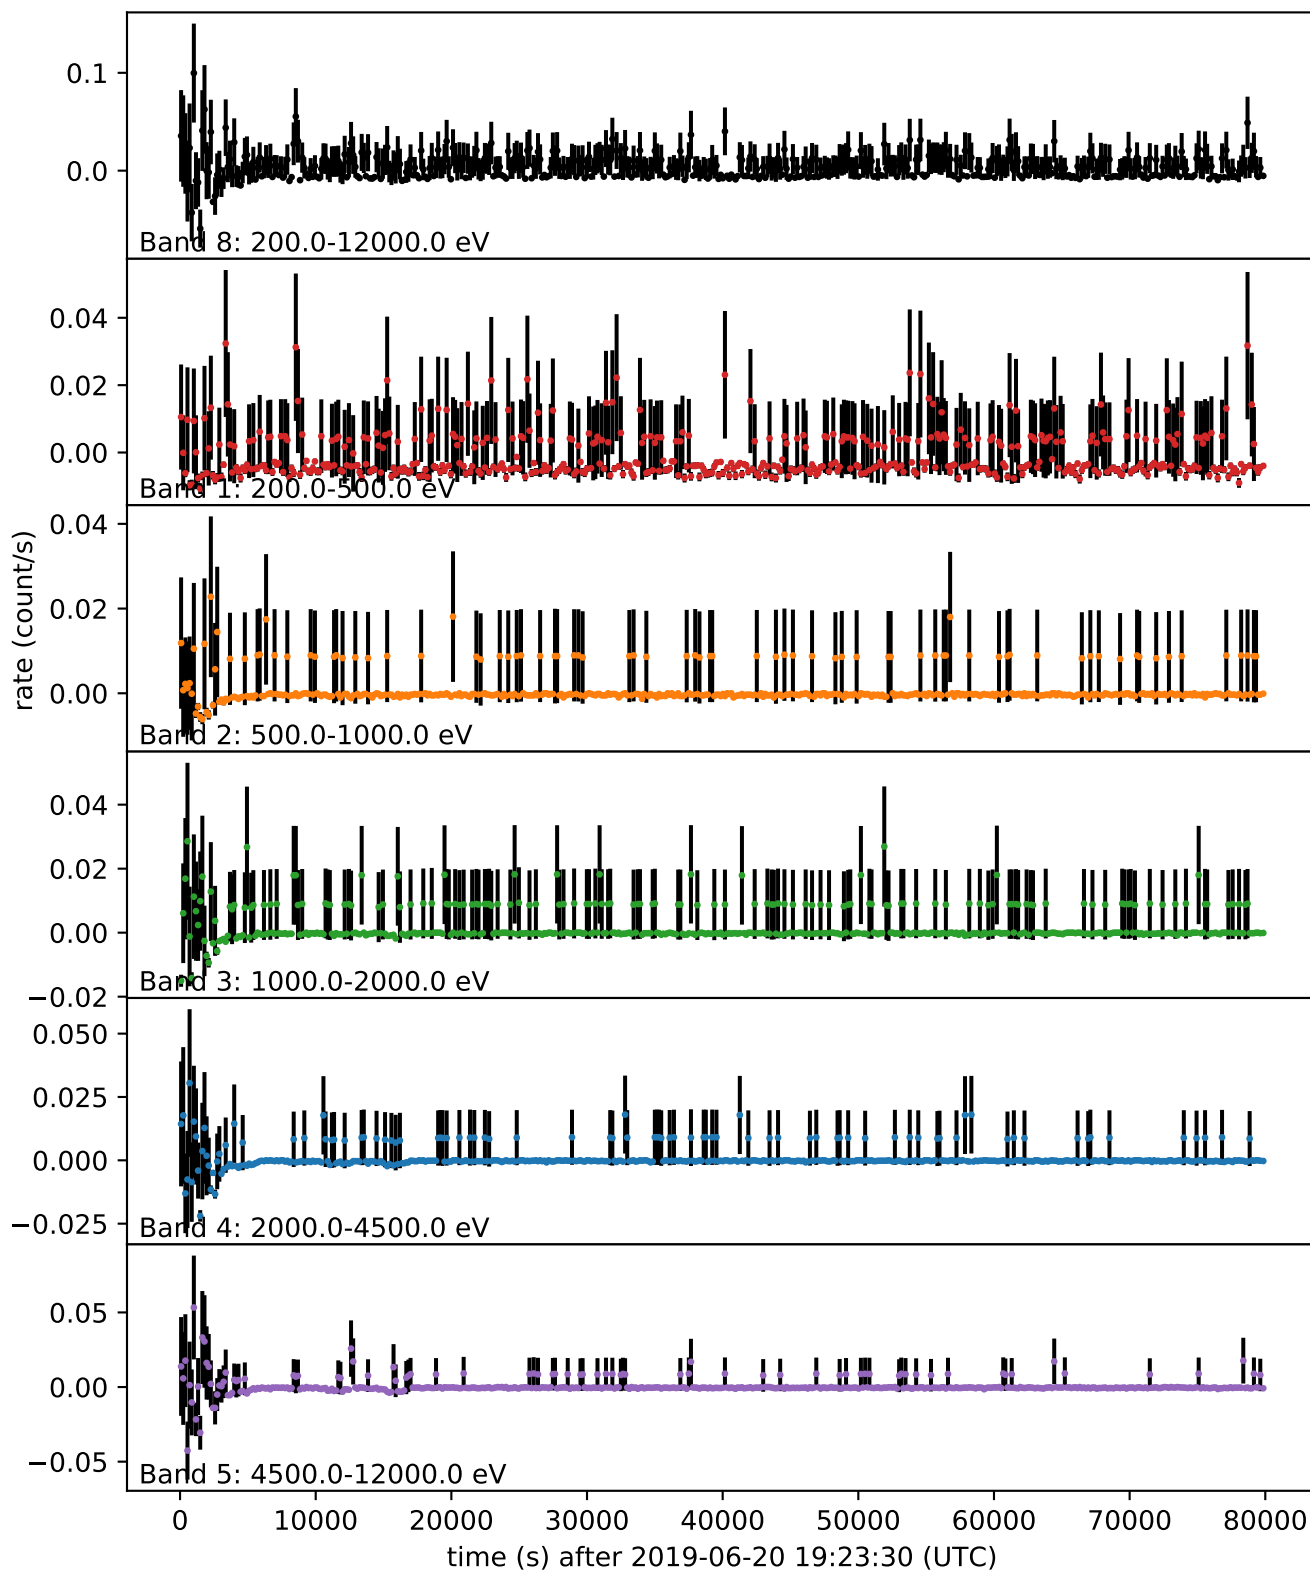 0.1
0.0
Band 8: 200.0-12000.0 eV
0.04
0.02
0.00
Band 1: 200.0-500.0 eV
rate (count/s)
0.04
0.02
0.00
Band 2: 500.0-1000.0 eV
0.04
0.02
0.00
−0.02
Band 3: 1000.0-2000.0 eV
0.050
0.025
0.000
−0.025
Band 4: 2000.0-4500.0 eV
0.05
0.00
−0.05
Band 5: 4500.0-12000.0 eV
0 10000 20000 30000 40000 50000 60000 70000 80000
time (s) after 2019-06-20 19:23:30 (UTC)